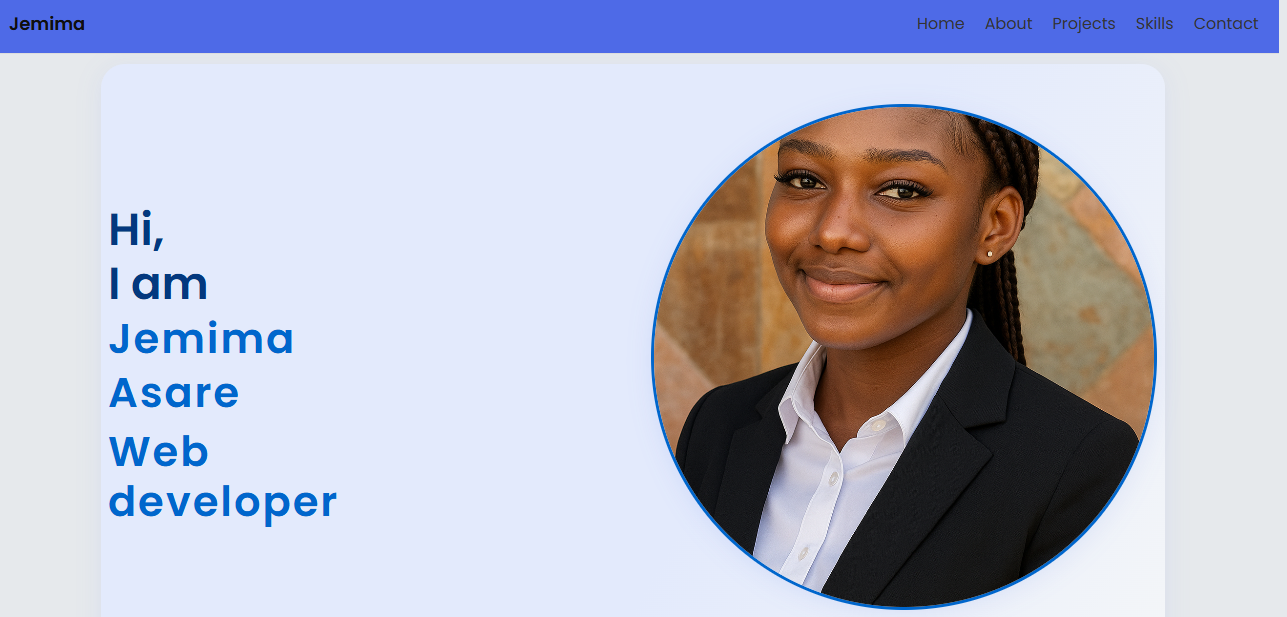 Jemima
Home About Projects Skills Contact
Hi,
I am
Jemima
Asare
Web
developer